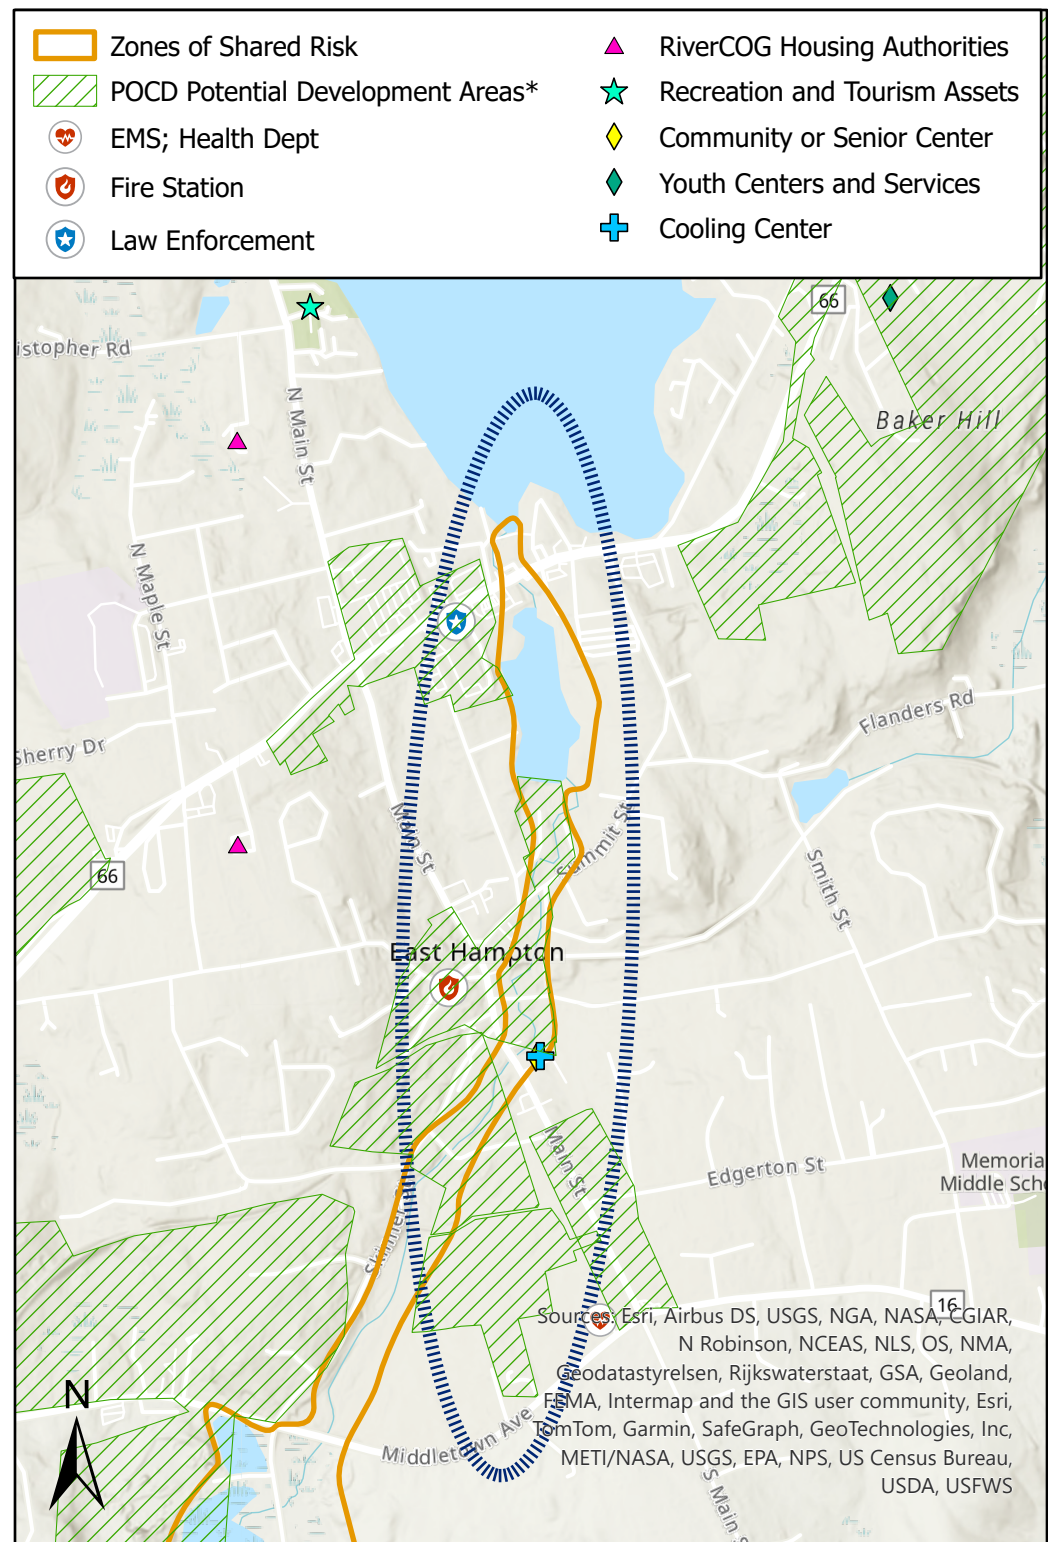 Zones of Shared Risk
POCD Potential Development Areas*
EMS; Health Dept
Fire Station
Law Enforcement
RiverCOG Housing Authorities
Recreation and Tourism Assets
Community or Senior Center
Youth Centers and Services
Cooling Center
66
istopher Rd
N Main St
Baker Hill
N Maple St
Flanders Rd
Sherry Dr
Main St
Summit St
66
Smith St
East Hampton
Main St
Edgerton St
Memoria
Middle Sch
16
Sources: Esri, Airbus DS, USGS, NGA, NASA, CGIAR,
N Robinson, NCEAS, NLS, OS, NMA,
Geodatastyrelsen, Rijkswaterstaat, GSA, Geoland,
FEMA, Intermap and the GIS user community, Esri,
TomTom, Garmin, SafeGraph, GeoTechnologies, Inc,
METI/NASA, USGS, EPA, NPS, US Census Bureau,
USDA, USFWS
N
Middletown Ave
S Main S